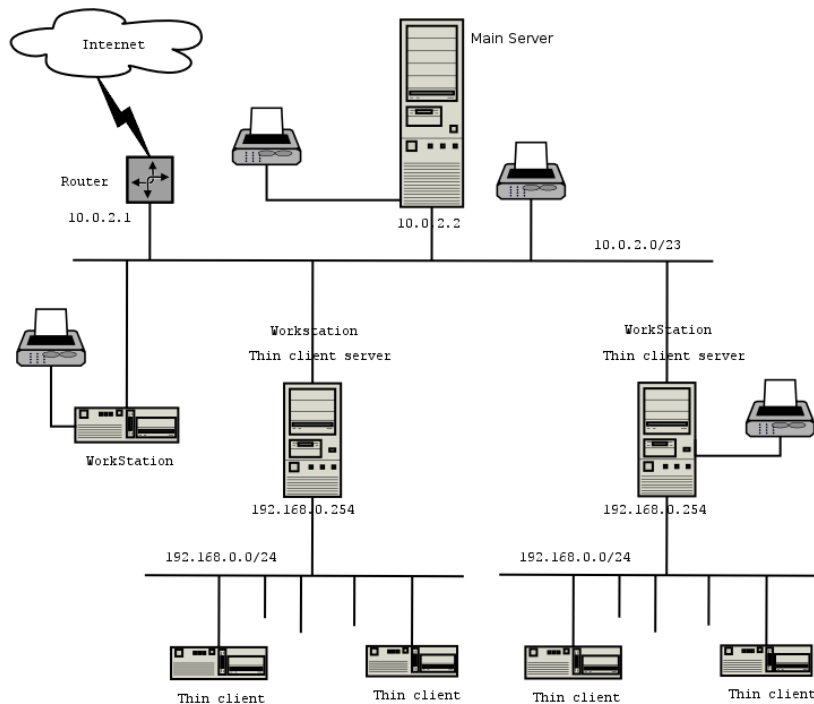 Internet
Main Server
Router
10.0.2.1
10.0.2.2
10.0.2.0/23
Workstation
Thin client server
WorkStation
Thin client server
WorkStation
192.168.0.254
192.168.0.254
192.168.0.0/24
192.168.0.0/24
Thin client
Thin client
Thin client
Thin client